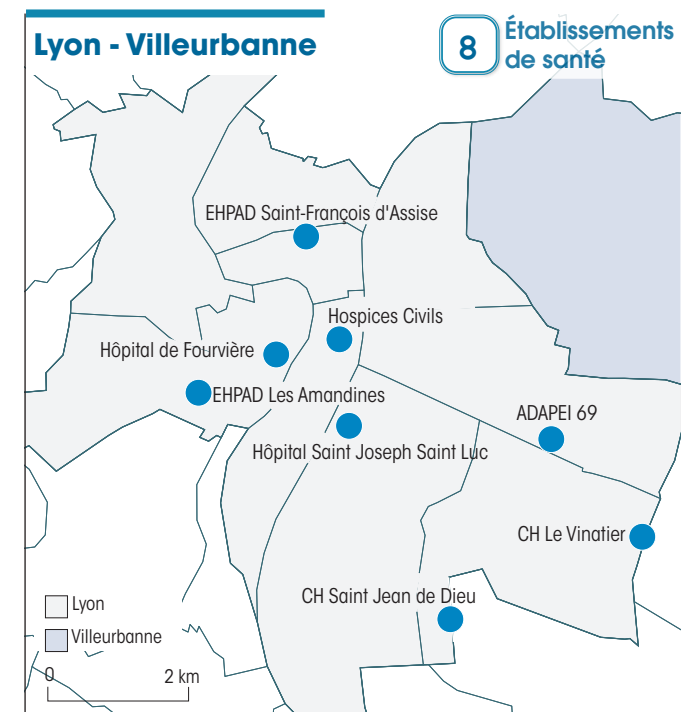 Lyon - Villeurbanne
8
Établissements
de santé
EHPAD Saint-François d'Assise
Hospices Civils
Hôpital de Fourvière
EHPAD Les Amandines
ADAPEI 69
Hôpital Saint Joseph Saint Luc
CH Le Vinatier
CH Saint Jean de Dieu
Lyon
Villeurbanne
0
2 km